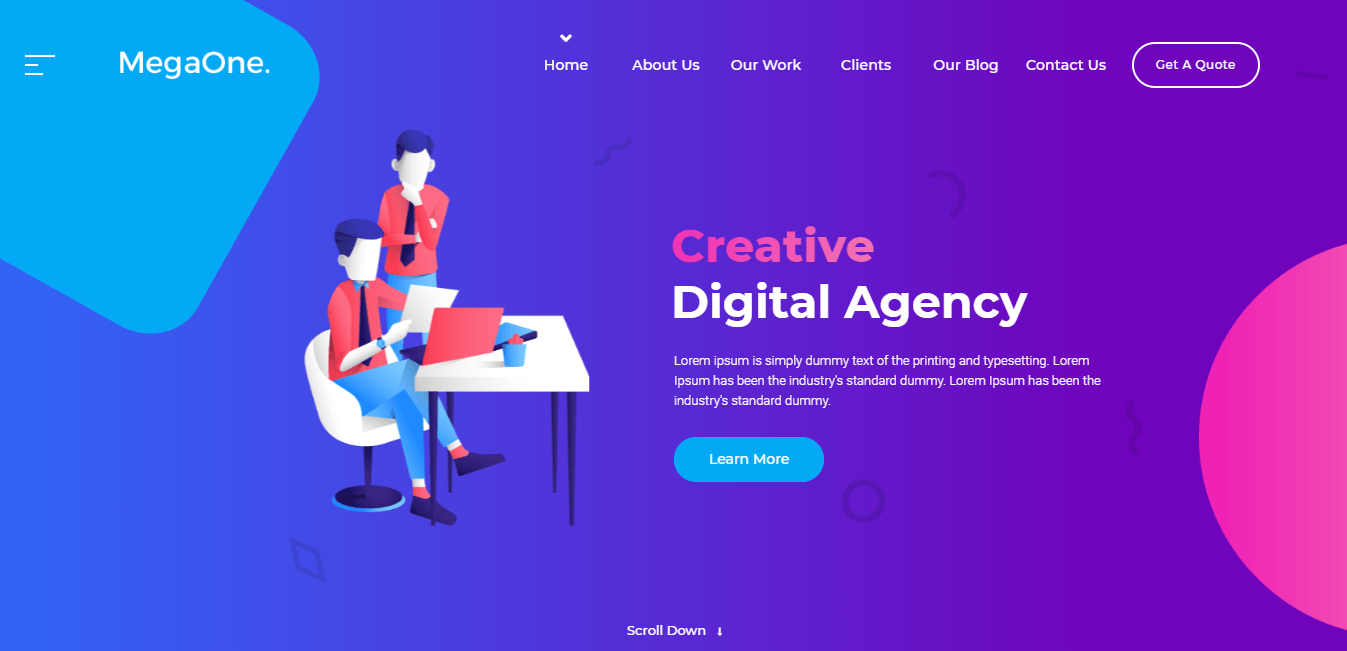 MegaOne.
Home
About Us
Our Work
Clients
Our Blog
Contact Us
Get A Quote
Creative
Digital Agency
Lorem ipsum is simply dummy text of the printing and typesetting. Lorem
Ipsum has been the industry's standard dummy. Lorem Ipsum has been the
industry's standard dummy.
Learn More
Scroll Down